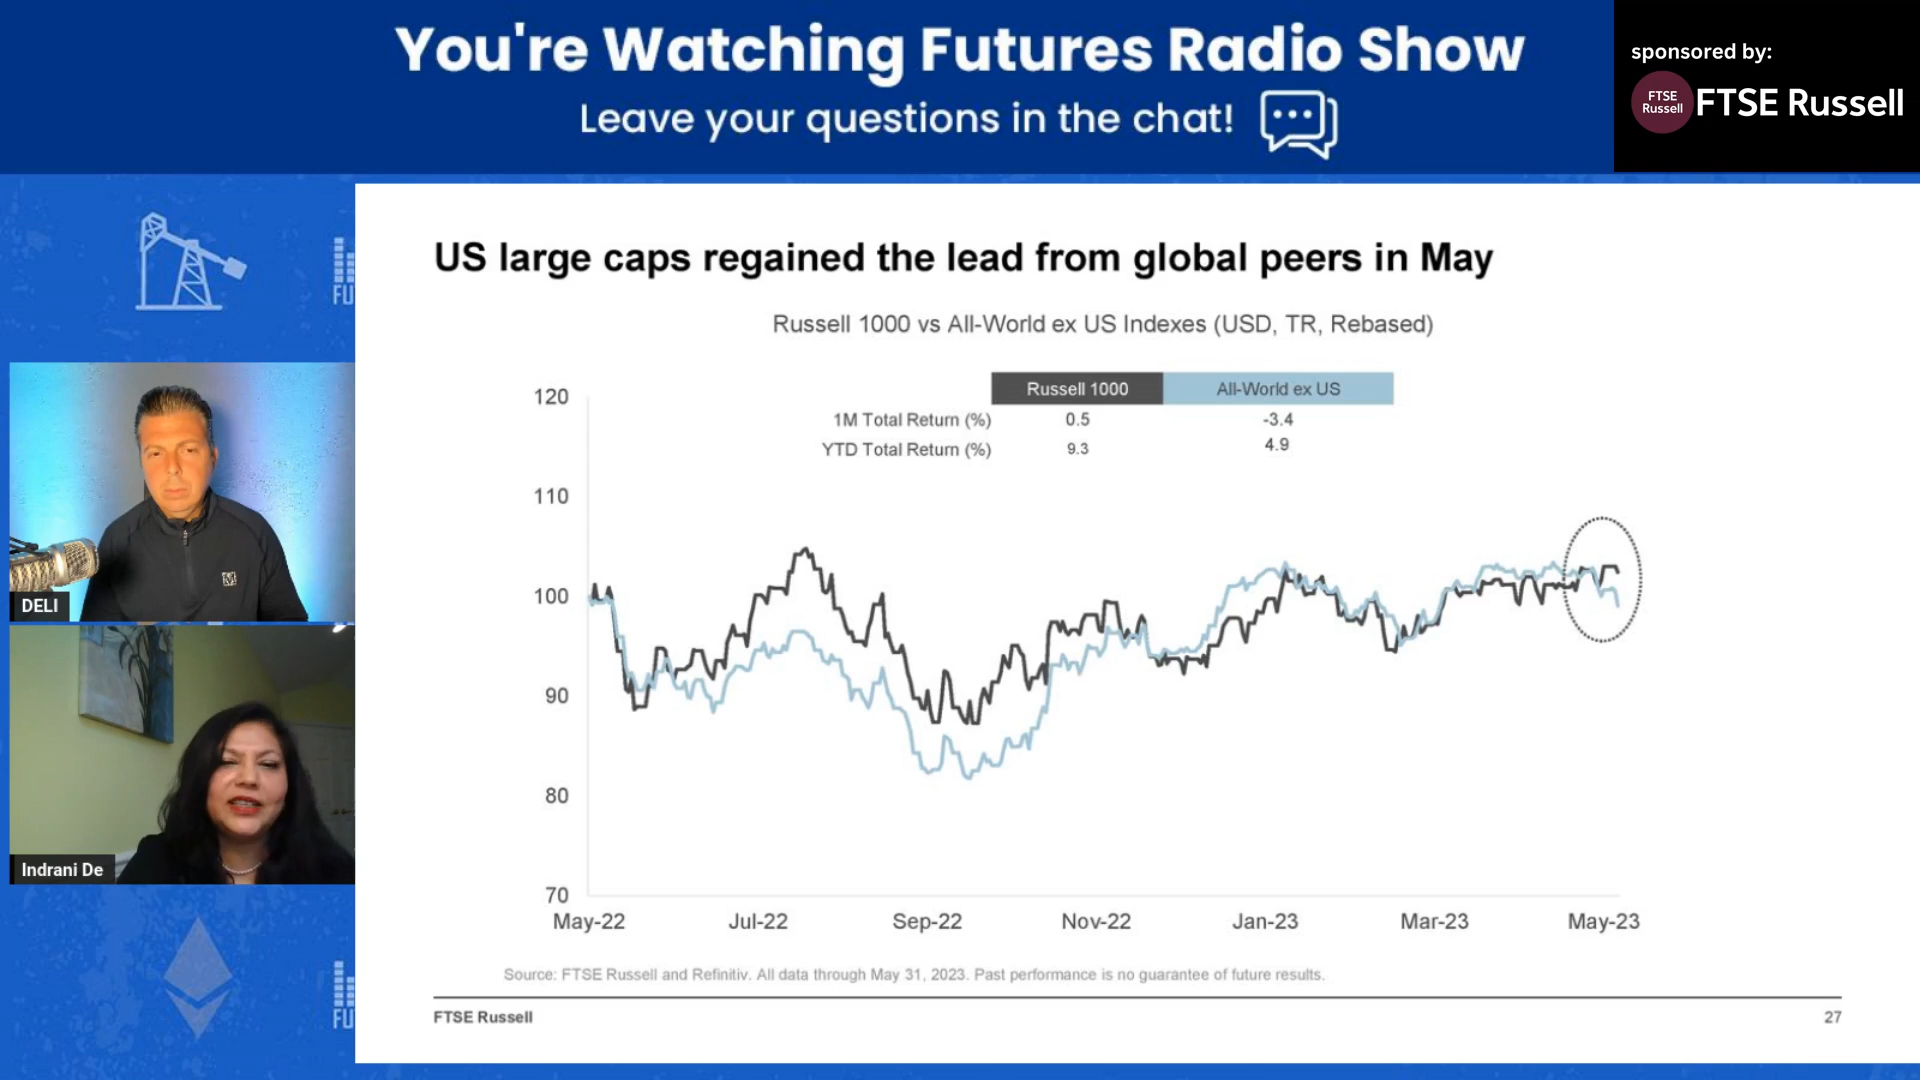 You're Watching Futures Radio Show
Leave your questions in the chat!
sponsored by:
FTSE
Russell
FTSE Russell
FU
DELI
Indrani De
FU
US large caps regained the lead from global peers in May
Russell 1000 vs All-World ex US Indexes (USD, TR, Rebased)
Russell 1000 All-World ex US
1M Total Return (%) 0.5 -3.4
YTD Total Return (%) 9.3 4.9
120
110
100
90
80
70
May-22 Jul-22 Sep-22 Nov-22 Jan-23 Mar-23 May-23
Source: FTSE Russell and Refinitiv. All data through May 31, 2023. Past performance is no guarantee of future results.
FTSE Russell 27